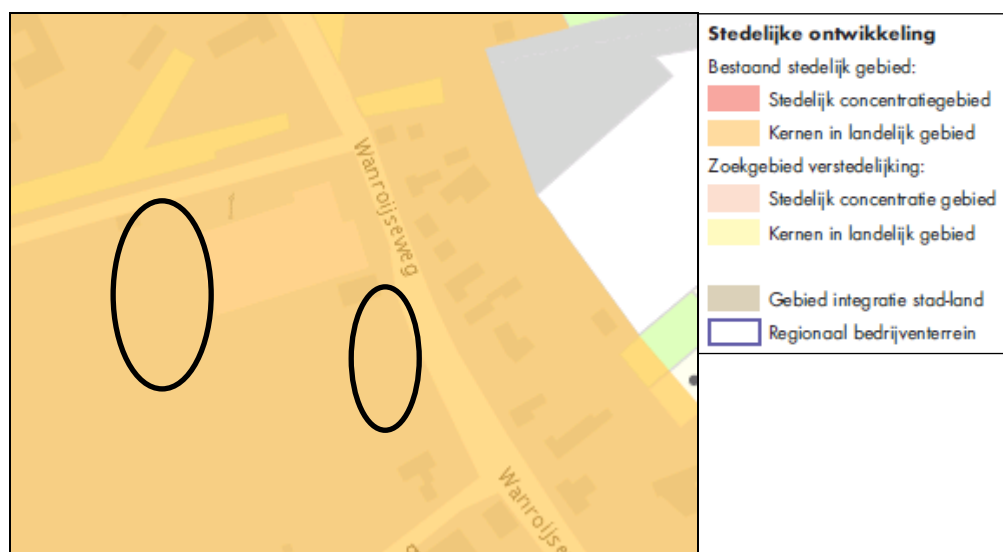 Wanroijseweg
Wanroijse
Stedelijke ontwikkeling
Bestaand stedelijk gebied:
Stedelijk concentratiegebied
Kernen in landelijk gebied
Zoekgebied verstedelijking:
Stedelijk concentratie gebied
Kernen in landelijk gebied
Gebied integratie stad-land
Regionaal bedrijventerrein